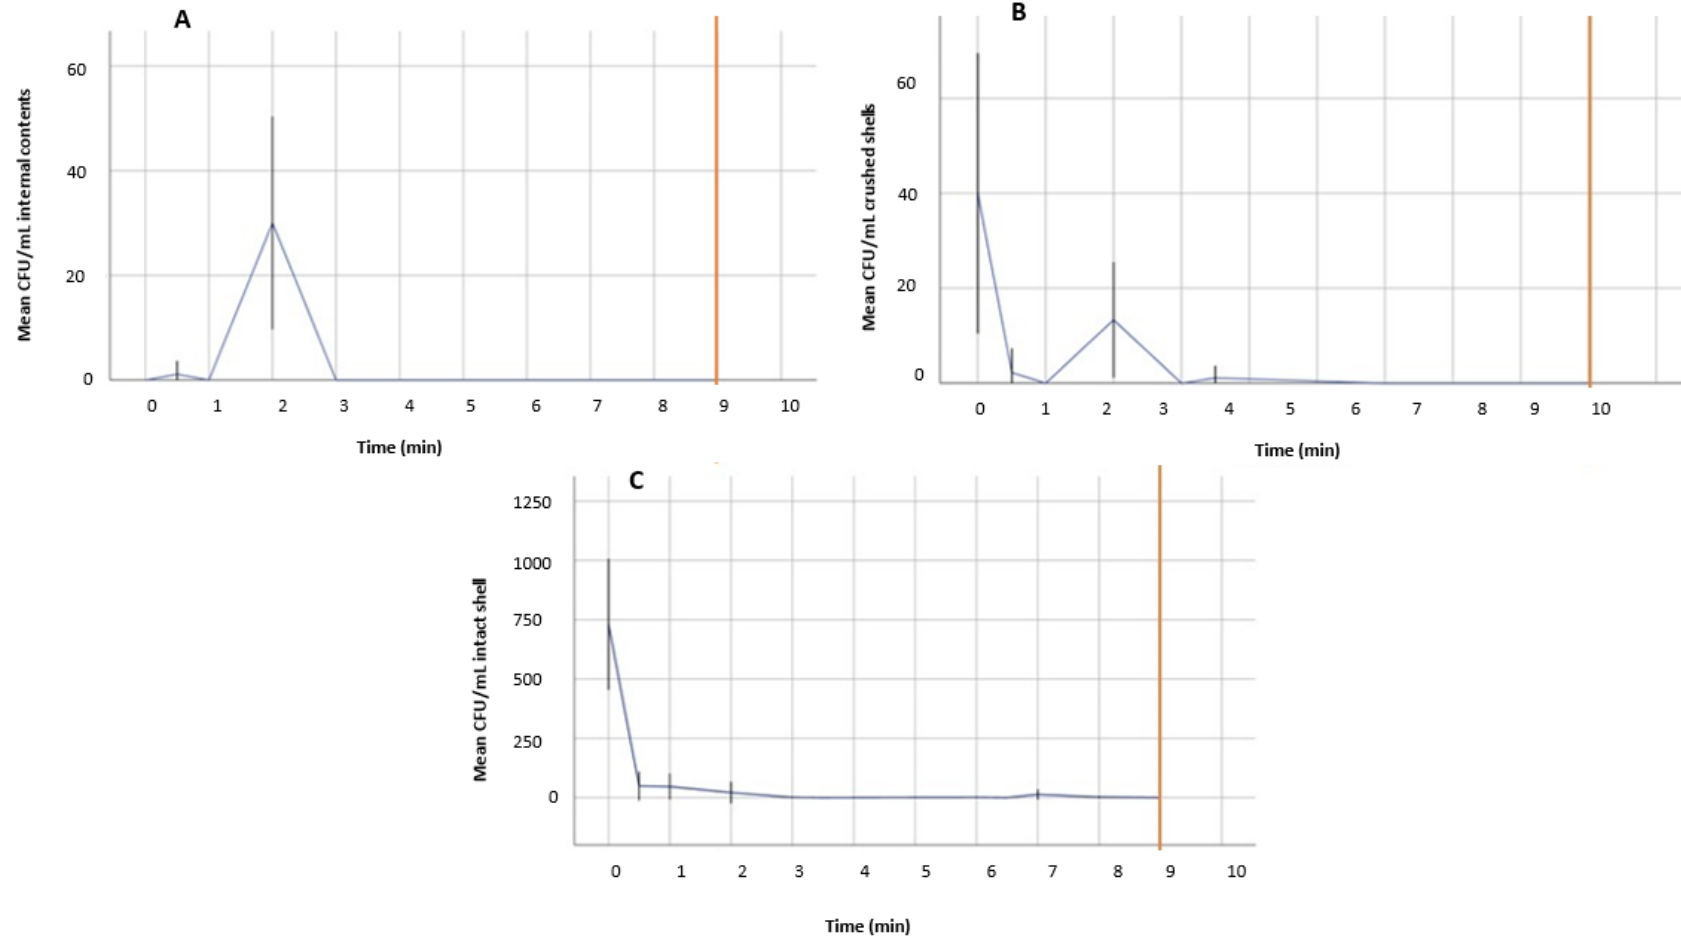 A
Mean CFU/mL internal contents
60
40
20
0
0 1 2 3 4 5 6 7 8 9 10
Time (min)
B
Mean CFU/mL crushed shells
60
40
20
0
0 1 2 3 4 5 6 7 8 9 10
Time (min)
C
Mean CFU/mL intact shell
1250
1000
750
500
250
0
0 1 2 3 4 5 6 7 8 9 10
Time (min)